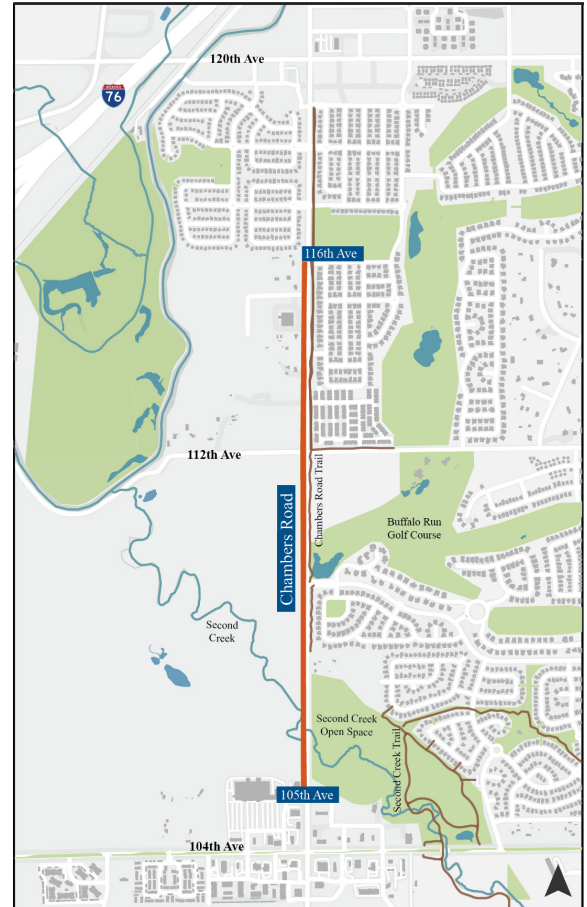 120th Ave
76
116th Ave
112th Ave
Chambers Road
Chambers Road Trail
Buffalo Run
Golf Course
Second
Creek
Second Creek
Open Space
Second Creek Trail
105th Ave
104th Ave